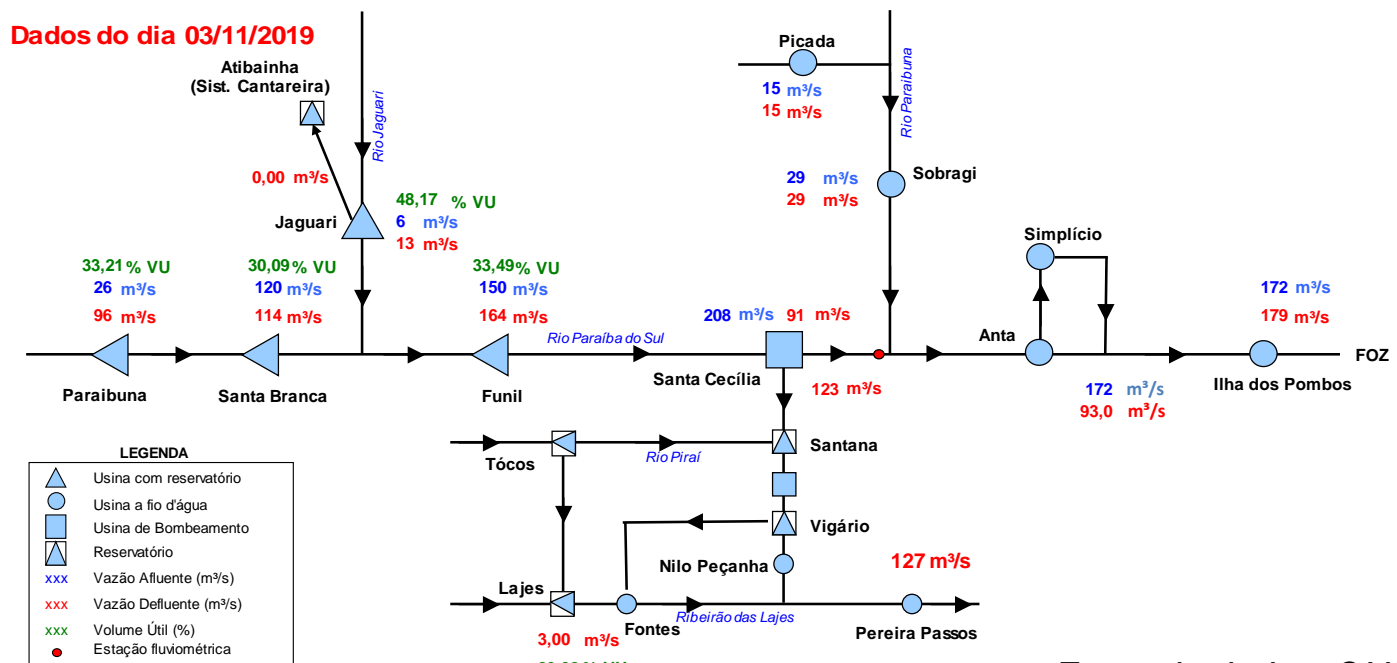 Dados do dia 03/11/2019
Atibainha
(Sist. Cantareira)
Rio Jaguari
0,00 m³/s
Jaguari
48,17 % VU
6 m³/s
13 m³/s
Picada
15 m³/s
15 m³/s
Rio Paraibuna
29 m³/s
29 m³/s
Sobragi
Simplício
33,21 % VU
26 m³/s
96 m³/s
Paraibuna
30,09 % VU
120 m³/s
114 m³/s
Santa Branca
33,49 % VU
150 m³/s
164 m³/s
Funil
Rio Paraíba do Sul
208 m³/s 91 m³/s
Santa Cecília
123 m³/s
Anta
172 m³/s
93,0 m³/s
172 m³/s
179 m³/s
Ilha dos Pombos
FOZ
Tócos
Rio Piraí
Santana
Vigário
Nilo Peçanha
127 m³/s
Lajes
Fontes
Ribeirão das Lajes
Pereira Passos
3,00 m³/s
LEGENDA
Usina com reservatório
Usina a fio d'água
Usina de Bombeamento
Reservatório
xxx Vazão Afluente (m³/s)
xxx Vazão Defluente (m³/s)
xxx Volume Útil (%)
Estação fluviométrica